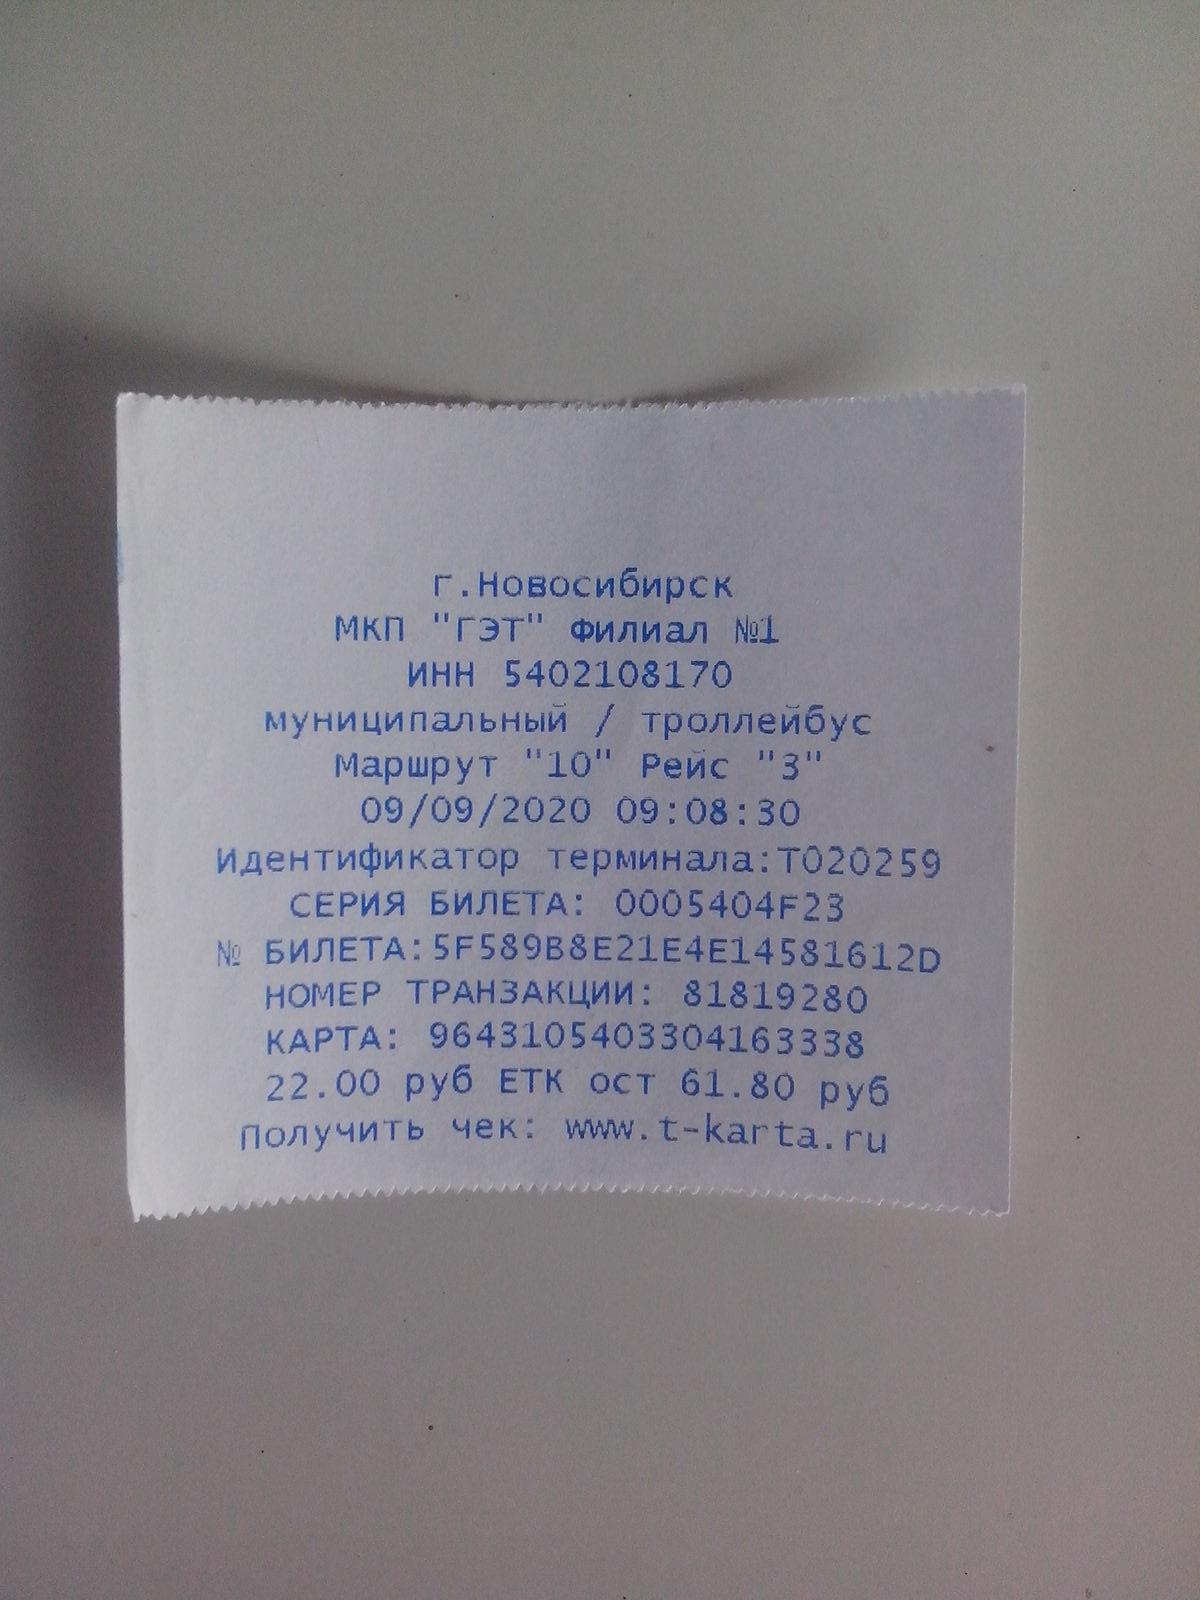 г.Новосибирск
МКП "ГЭТ" Филиал №1
ИНН 5402108170
муниципальный / троллейбус
Маршрут "10" Рейс "3"
09/09/2020 09:08:30
Идентификатор терминала:T020259
СЕРИЯ БИЛЕТА: 0005404F23
№ БИЛЕТА:5F589B8E21E4E14581612D
НОМЕР ТРАНЗАКЦИИ: 81819280
КАРТА: 9643105403304163338
22.00 руб ЕТК ост 61.80 руб
Получить чек: www.t-karta.ru